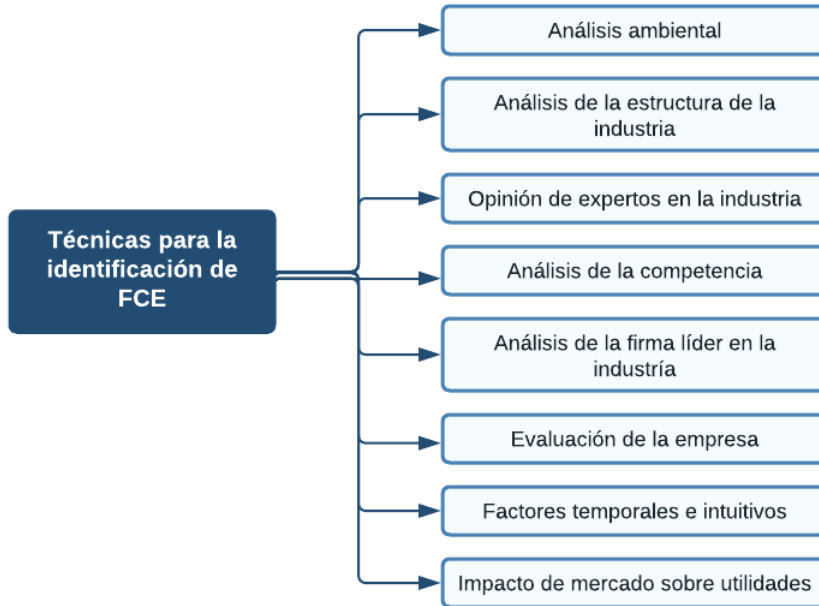 Técnicas para la
identificación de
FCE
Análisis ambiental
Análisis de la estructura de la
industria
Opinión de expertos en la industria
Análisis de la competencia
Análisis de la firma líder en la
industría
Evaluación de la empresa
Factores temporales e intuitivos
Impacto de mercado sobre utilidades